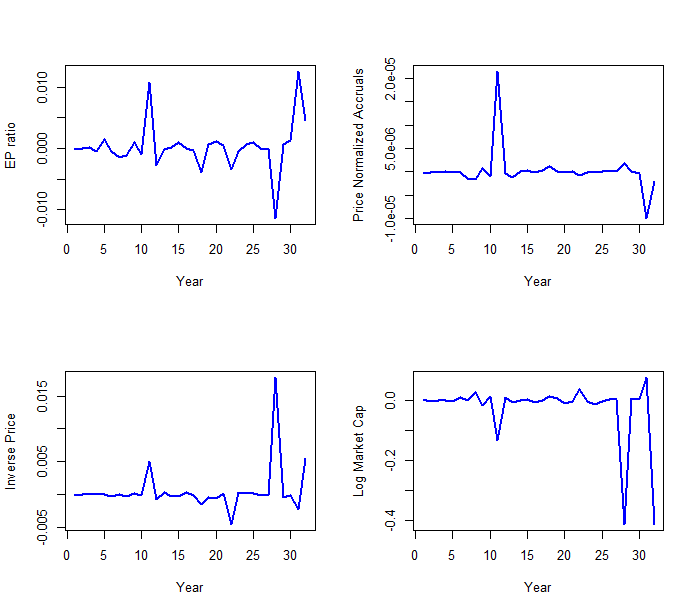 EP ratio
-0.010 0.000 0.010
0 5 10 15 20 25 30
Year
Price Normalized Accruals
-1.0e-05 5.0e-06 2.0e-05
0 5 10 15 20 25 30
Year
Inverse Price
-0.005 0.005 0.015
0 5 10 15 20 25 30
Year
Log Market Cap
-0.4 -0.2 0.0
0 5 10 15 20 25 30
Year